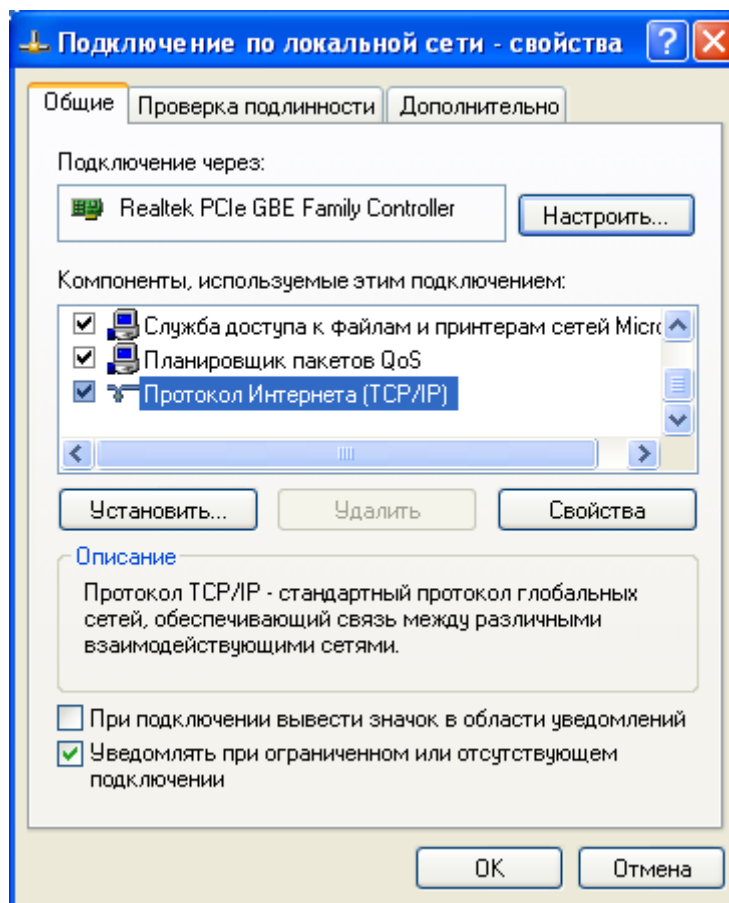 Подключение по локальной сети - свойства
Общие Проверка подлинности Дополнительно
Подключение через:
Realtek PCIe GBE Family Controller Настроить...
Компоненты, используемые этим подключением:
Служба доступа к файлам и принтерам сетей Micro
Планировщик пакетов QoS
Протокол Интернета (TCP/IP)
Установить... Удалить Свойства
Описание
Протокол TCP/IP - стандартный протокол глобальных
сетей, обеспечивающий связь между различными
взаимодействующими сетями.
При подключении вывести значок в области уведомлений
Уведомлять при ограниченном или отсутствующем
подключении
OK Отмена